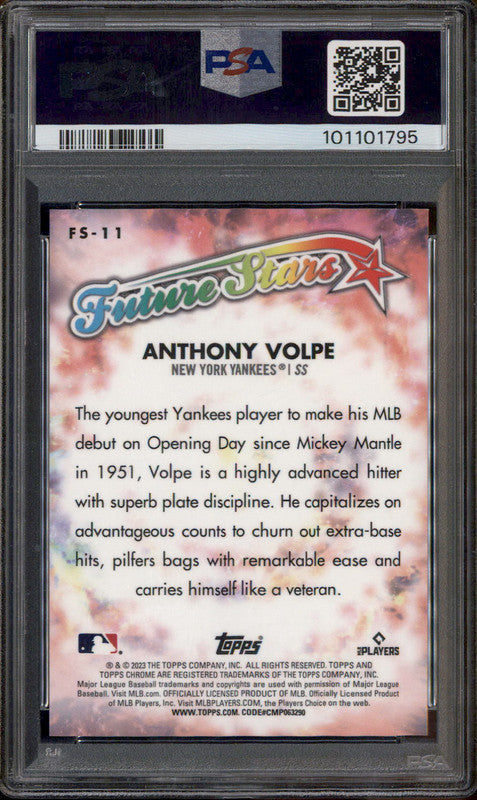 PSA
101101795
FS-11
Future Stars
ANTHONY VOLPE
NEW YORK YANKEES® | SS
The youngest Yankees player to make his MLB
debut on Opening Day since Mickey Mantle
in 1951, Volpe is a highly advanced hitter
with superb plate discipline. He capitalizes on
advantageous counts to churn out extra-base
hits, pilfers bags with remarkable ease and
carries himself like a veteran.
topps
MLB PLAYERS
® & © 2023 THE TOPPS COMPANY, INC. ALL RIGHTS RESERVED. TOPPS AND
TOPPS CHROME ARE REGISTERED TRADEMARKS OF THE TOPPS COMPANY, INC.
Major League Baseball trademarks and copyrights are used with permission of Major League
Baseball. Visit MLB.com. OFFICIALLY LICENSED PRODUCT OF MLB. Officially Licensed Product
of MLB Players, Inc. Visit MLBPLAYERS.COM, the Players Choice on the web.
WWW.TOPPS.COM. CODE#CMP063290
PSA